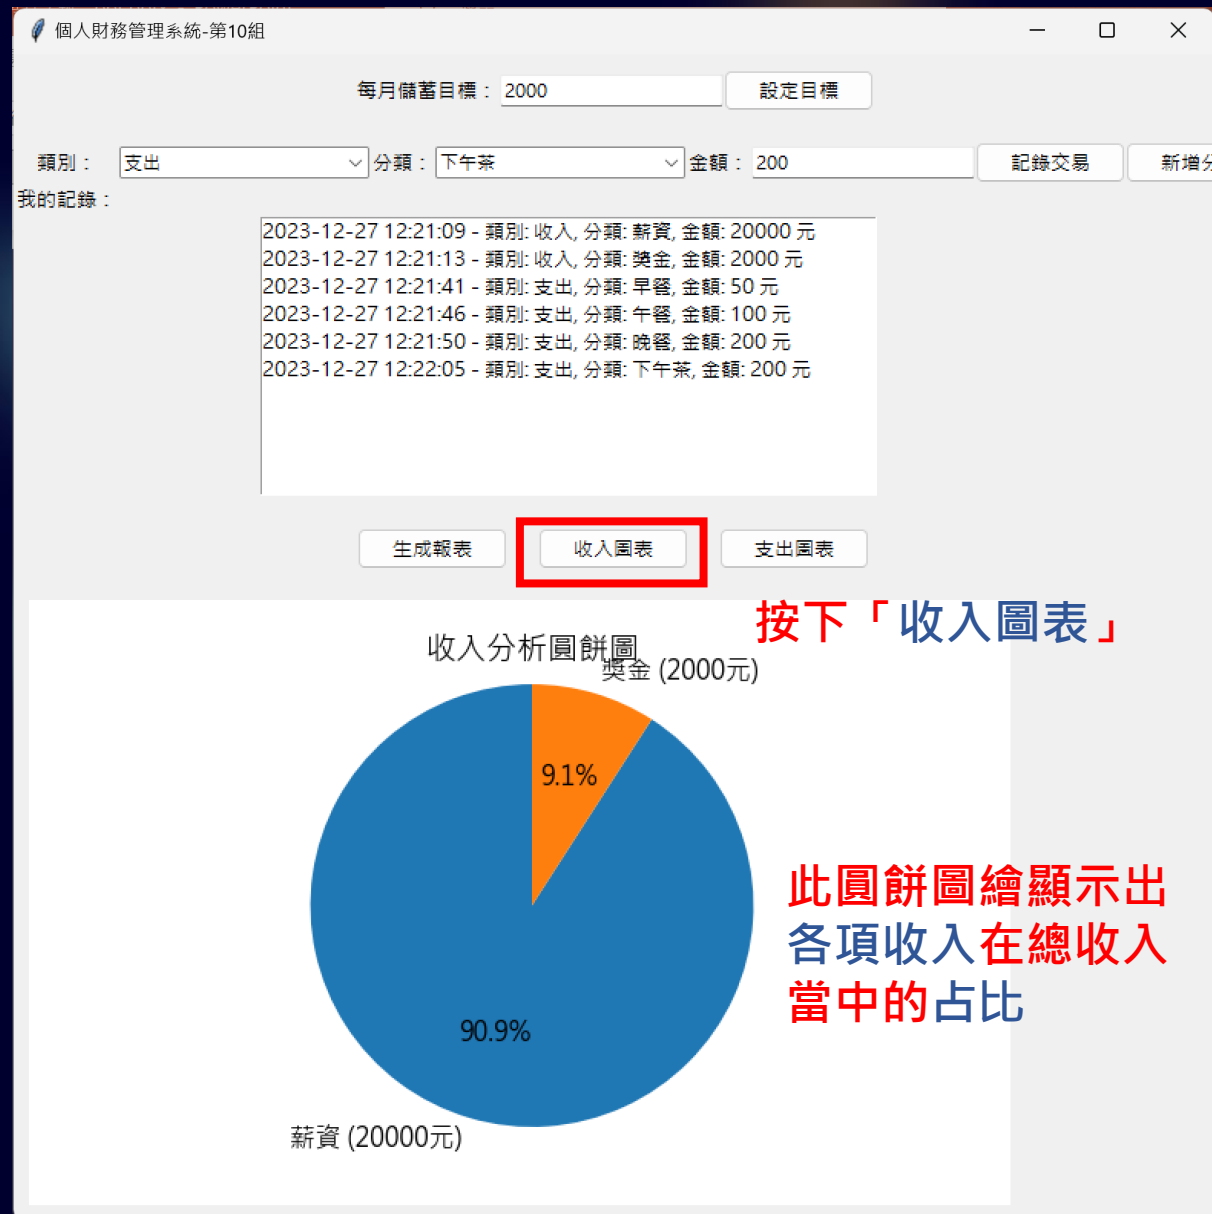 個人財務管理系統-第10組
每月儲蓄目標： 2000 設定目標
類別： 支出 分類： 下午茶 金額： 200 記錄交易 新增
我的記錄：
2023-12-27 12:21:09 - 類別: 收入, 分類: 薪資, 金額: 20000 元
2023-12-27 12:21:13 - 類別: 收入, 分類: 獎金, 金額: 2000 元
2023-12-27 12:21:41 - 類別: 支出, 分類: 早餐, 金額: 50 元
2023-12-27 12:21:46 - 類別: 支出, 分類: 午餐, 金額: 100 元
2023-12-27 12:21:50 - 類別: 支出, 分類: 晚餐, 金額: 200 元
2023-12-27 12:22:05 - 類別: 支出, 分類: 下午茶, 金額: 200 元
生成報表 收入圖表 支出圖表
按下「收入圖表」
收入分析圓餅圖
獎金 (2000元)
9.1%
此圓餅圖繪顯示出
各項收入在總收入
當中的占比
90.9%
薪資 (20000元)